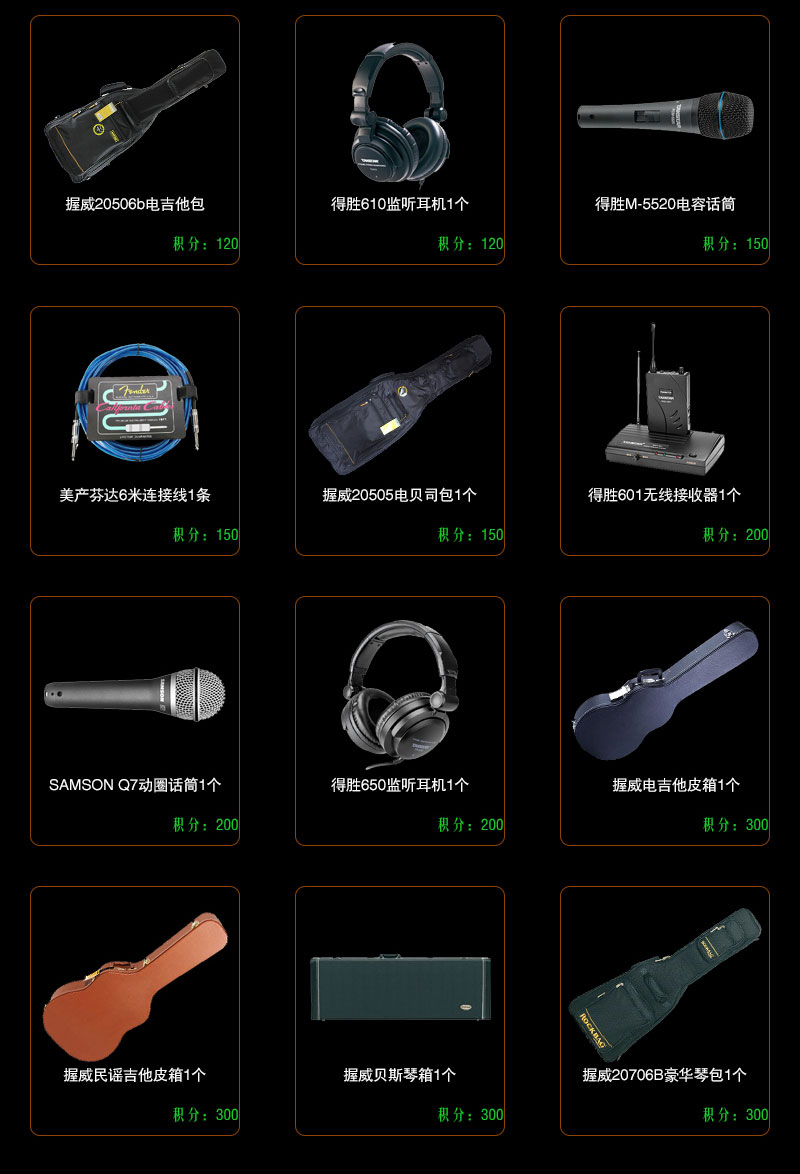 握威20506b电吉他包
积分：120
TAKSTAR
得胜610监听耳机1个
积分：120
得胜M-5520电容话筒
积分：150
Fender
California Cable
美产芬达6米连接线1条
积分：150
握威20505电贝司包1个
积分：150
得胜601无线接收器1个
积分：200
SAMSON
SAMSON Q7动圈话筒1个
积分：200
得胜650监听耳机1个
积分：200
握威电吉他皮箱1个
积分：300
握威民谣吉他皮箱1个
积分：300
握威贝斯琴箱1个
积分：300
ROCKBAG
握威20706B豪华琴包1个
积分：300